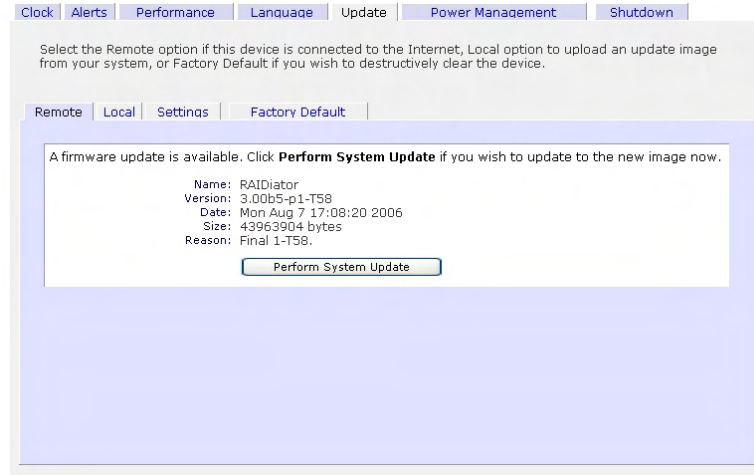 Clock Alerts Performance Language Update Power Management Shutdown
Select the Remote option if this device is connected to the Internet, Local option to upload an update image
from your system, or Factory Default if you wish to destructively clear the device.
Remote Local Settings Factory Default
A firmware update is available. Click Perform System Update if you wish to update to the new image now.
Name: RAIDiator
Version: 3.00b5-p1-T58
Date: Mon Aug 7 17:08:20 2006
Size: 43963904 bytes
Reason: Final 1-T58.
Perform System Update